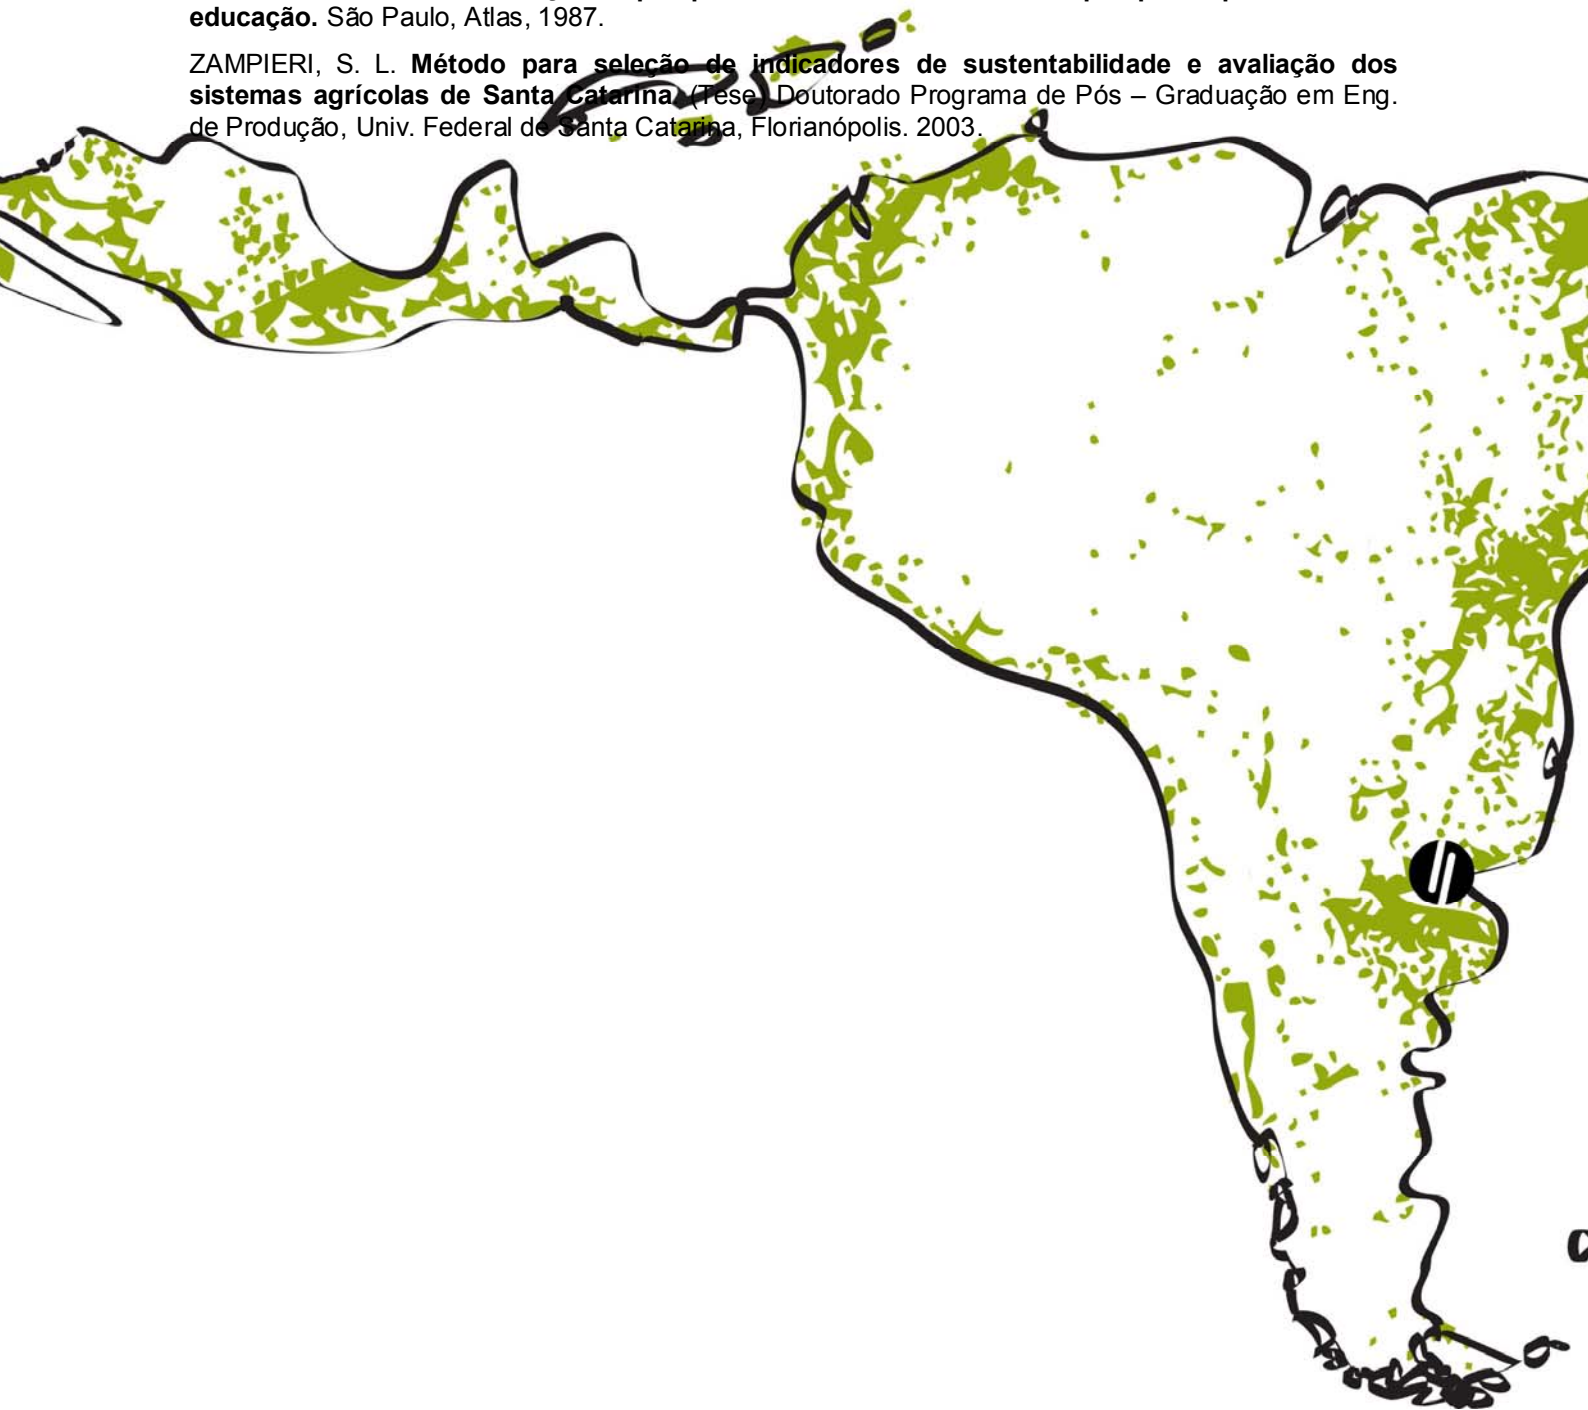 educação. São Paulo, Atlas, 1987.
ZAMPIERI, S. L. Método para seleção de indicadores de sustentabilidade e avaliação dos
sistemas agrícolas de Santa Catarina. (Tese) Doutorado Programa de Pós – Graduação em Eng.
de Produção, Univ. Federal de Santa Catarina, Florianópolis. 2003.